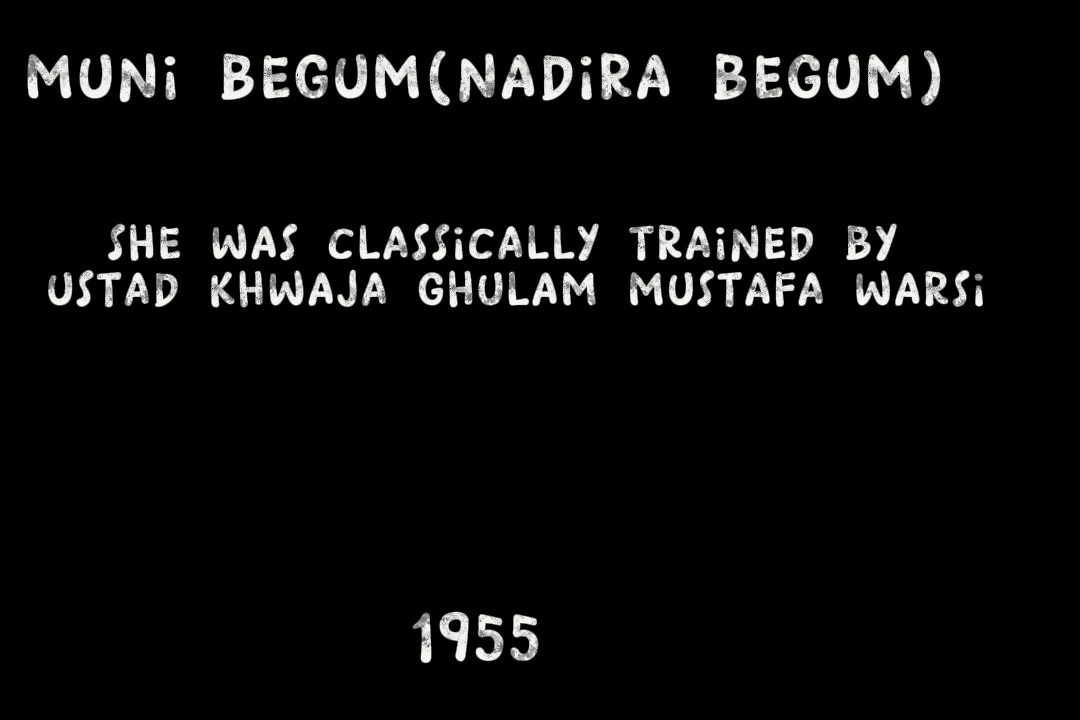 MUNi BEGUM(NADiRA BEGUM)
SHE WAS CLASSiCALLY TRAiNED BY
USTAD KHWAJA GHULAM MUSTAFA WARSi
1955